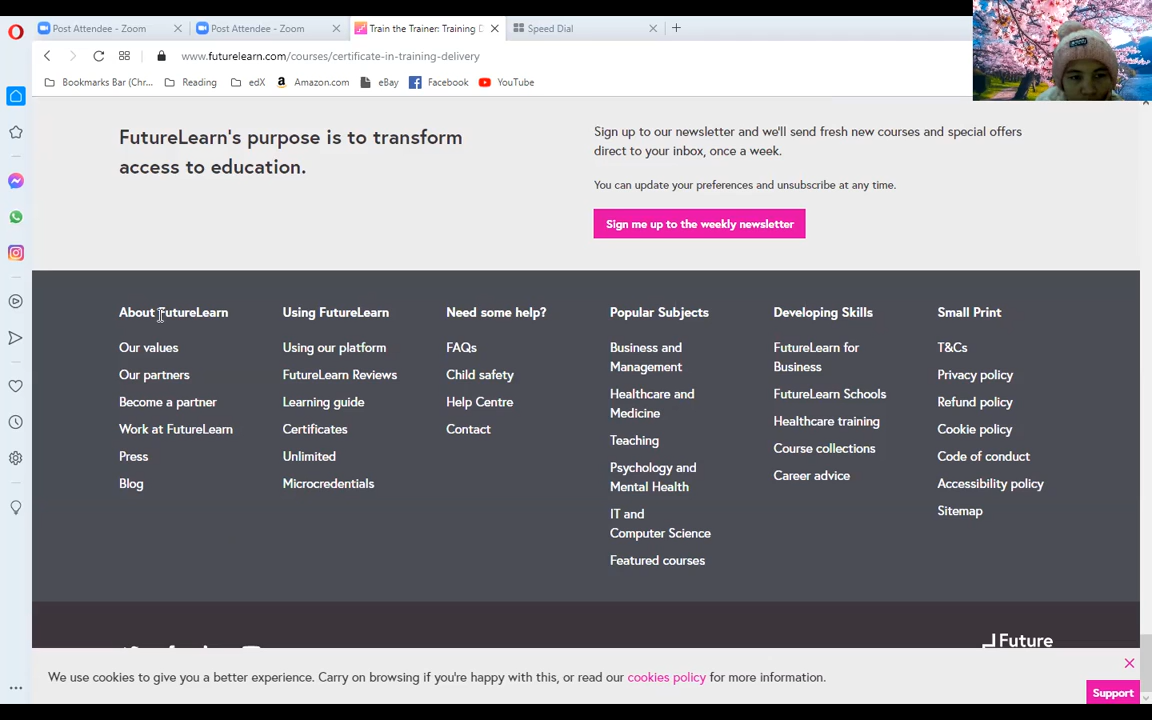 Post Attendee - Zoom
Post Attendee - Zoom
Train the Trainer: Training D
Speed Dial
www.futurelearn.com/courses/certificate-in-training-delivery
Bookmarks Bar (Chr...
Reading
edX
Amazon.com
eBay
Facebook
YouTube
FutureLearn's purpose is to transform
access to education.
Sign up to our newsletter and we'll send fresh new courses and special offers
direct to your inbox, once a week.
You can update your preferences and unsubscribe at any time.
Sign me up to the weekly newsletter
About FutureLearn
Our values
Our partners
Become a partner
Work at FutureLearn
Press
Blog
Using FutureLearn
Using our platform
FutureLearn Reviews
Learning guide
Certificates
Unlimited
Microcredentials
Need some help?
FAQs
Child safety
Help Centre
Contact
Popular Subjects
Business and
Management
Healthcare and
Medicine
Teaching
Psychology and
Mental Health
IT and
Computer Science
Featured courses
Developing Skills
FutureLearn for
Business
FutureLearn Schools
Healthcare training
Course collections
Career advice
Small Print
T&Cs
Privacy policy
Refund policy
Cookie policy
Code of conduct
Accessibility policy
Sitemap
Future
We use cookies to give you a better experience. Carry on browsing if you're happy with this, or read our cookies policy for more information.
Support